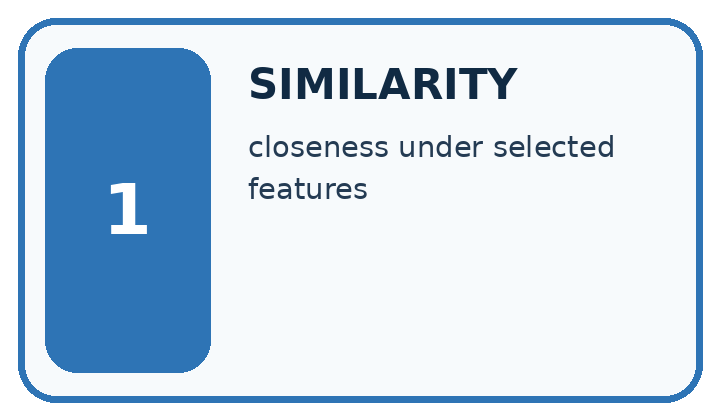 1
SIMILARITY
closeness under selected
features